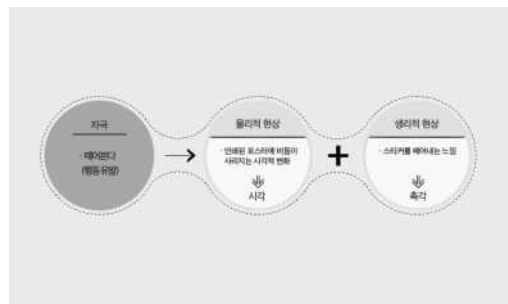 자극
· 떼어본다
(행동 유발)
물리적 현상
· 인쇄된 포스터에 비둘이
사라지는 시각적 변화
시각
생리적 현상
· 스티커를 떼어내는 느낌
촉각